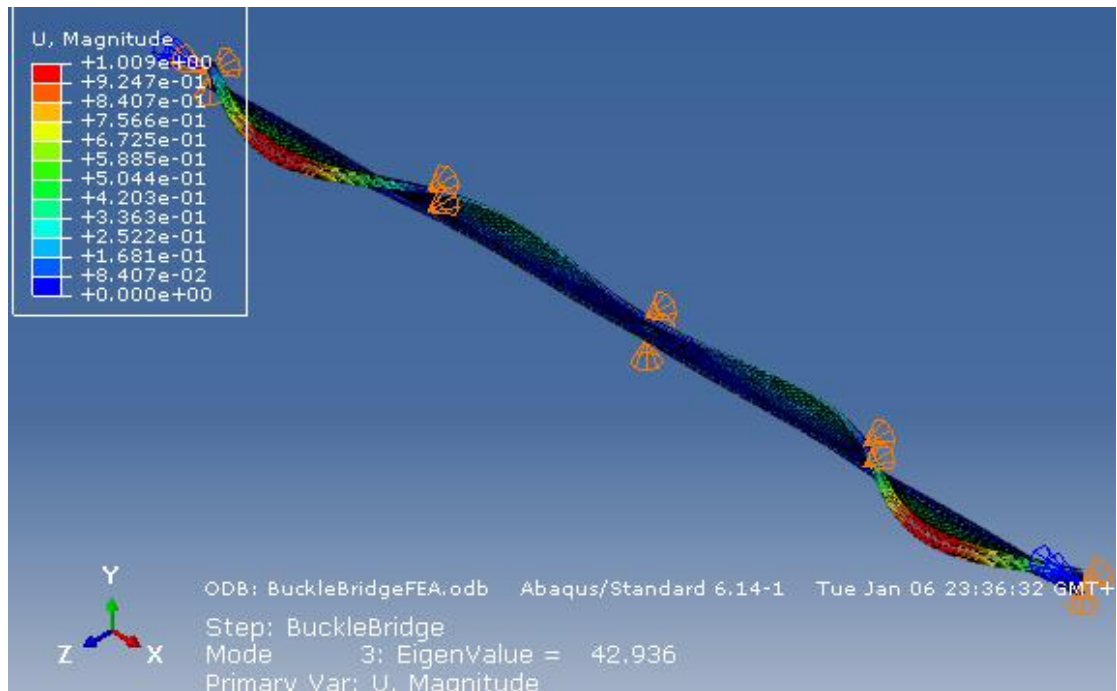 U, Magnitude
+1.009e+00
+9.247e-01
+8.407e-01
+7.566e-01
+6.725e-01
+5.885e-01
+5.044e-01
+4.203e-01
+3.363e-01
+2.522e-01
+1.681e-01
+8.407e-02
+0.000e+00
Y
Z X
ODB: BuckleBridgeFEA.odb Abaqus/Standard 6.14-1 Tue Jan 06 23:36:32 GMT+
Step: BuckleBridge
Mode 3: EigenValue = 42.936
Primary Var: U, Magnitude